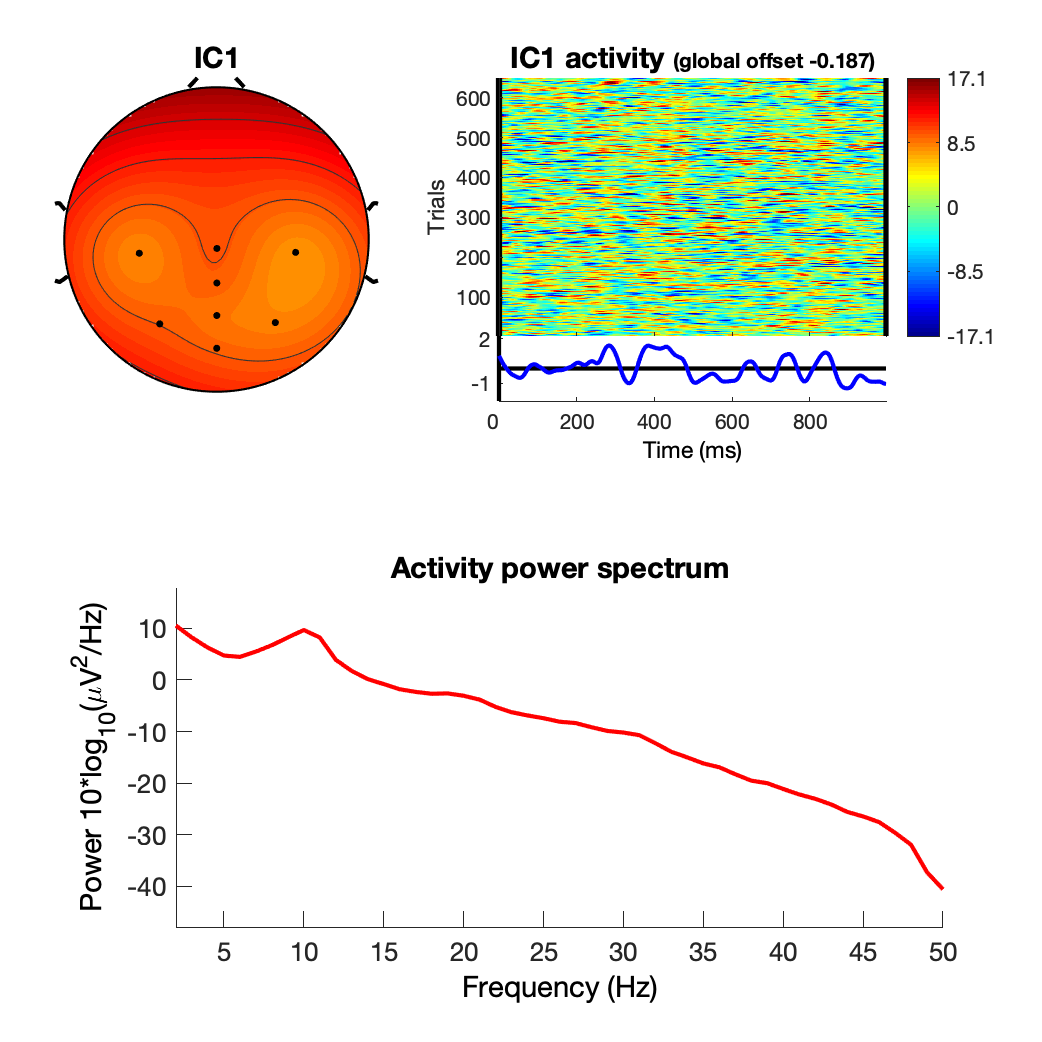 IC1
IC1 activity (global offset -0.187)
Trials
600
500
400
300
200
100
2
-1
0 200 400 600 800
Time (ms)
17.1
8.5
0
-8.5
-17.1
Activity power spectrum
Power 10*log10(μV2/Hz)
10
0
-10
-20
-30
-40
5 10 15 20 25 30 35 40 45 50
Frequency (Hz)